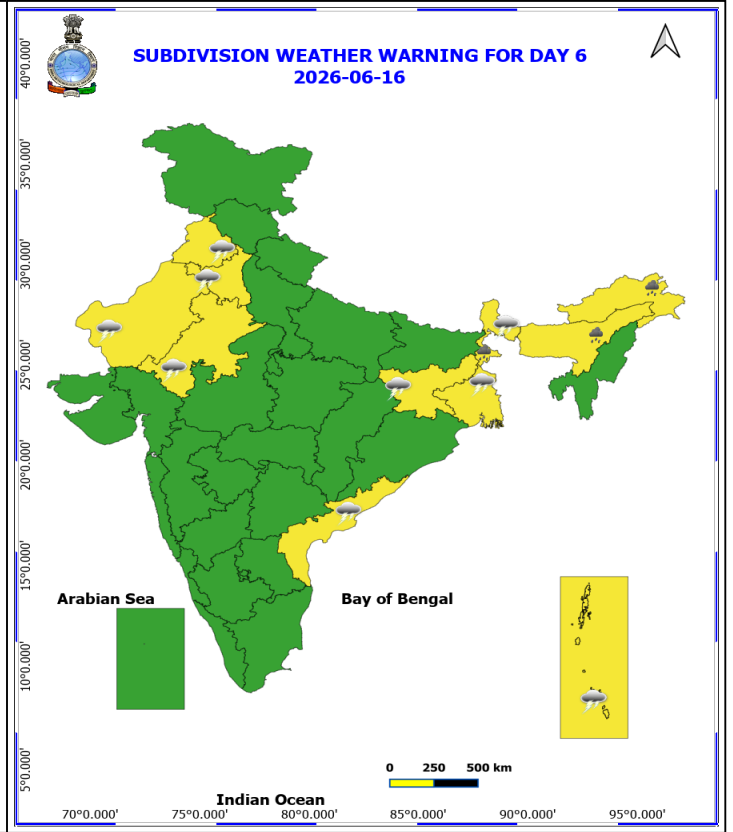 SUBDIVISION WEATHER WARNING FOR DAY 6
2026-06-16
40°0.000'
35°0.000'
30°0.000'
25°0.000'
20°0.000'
15°0.000'
10°0.000'
5°0.000'
Arabian Sea
Bay of Bengal
0 250 500 km
Indian Ocean
70°0.000' 75°0.000' 80°0.000' 85°0.000' 90°0.000' 95°0.000'